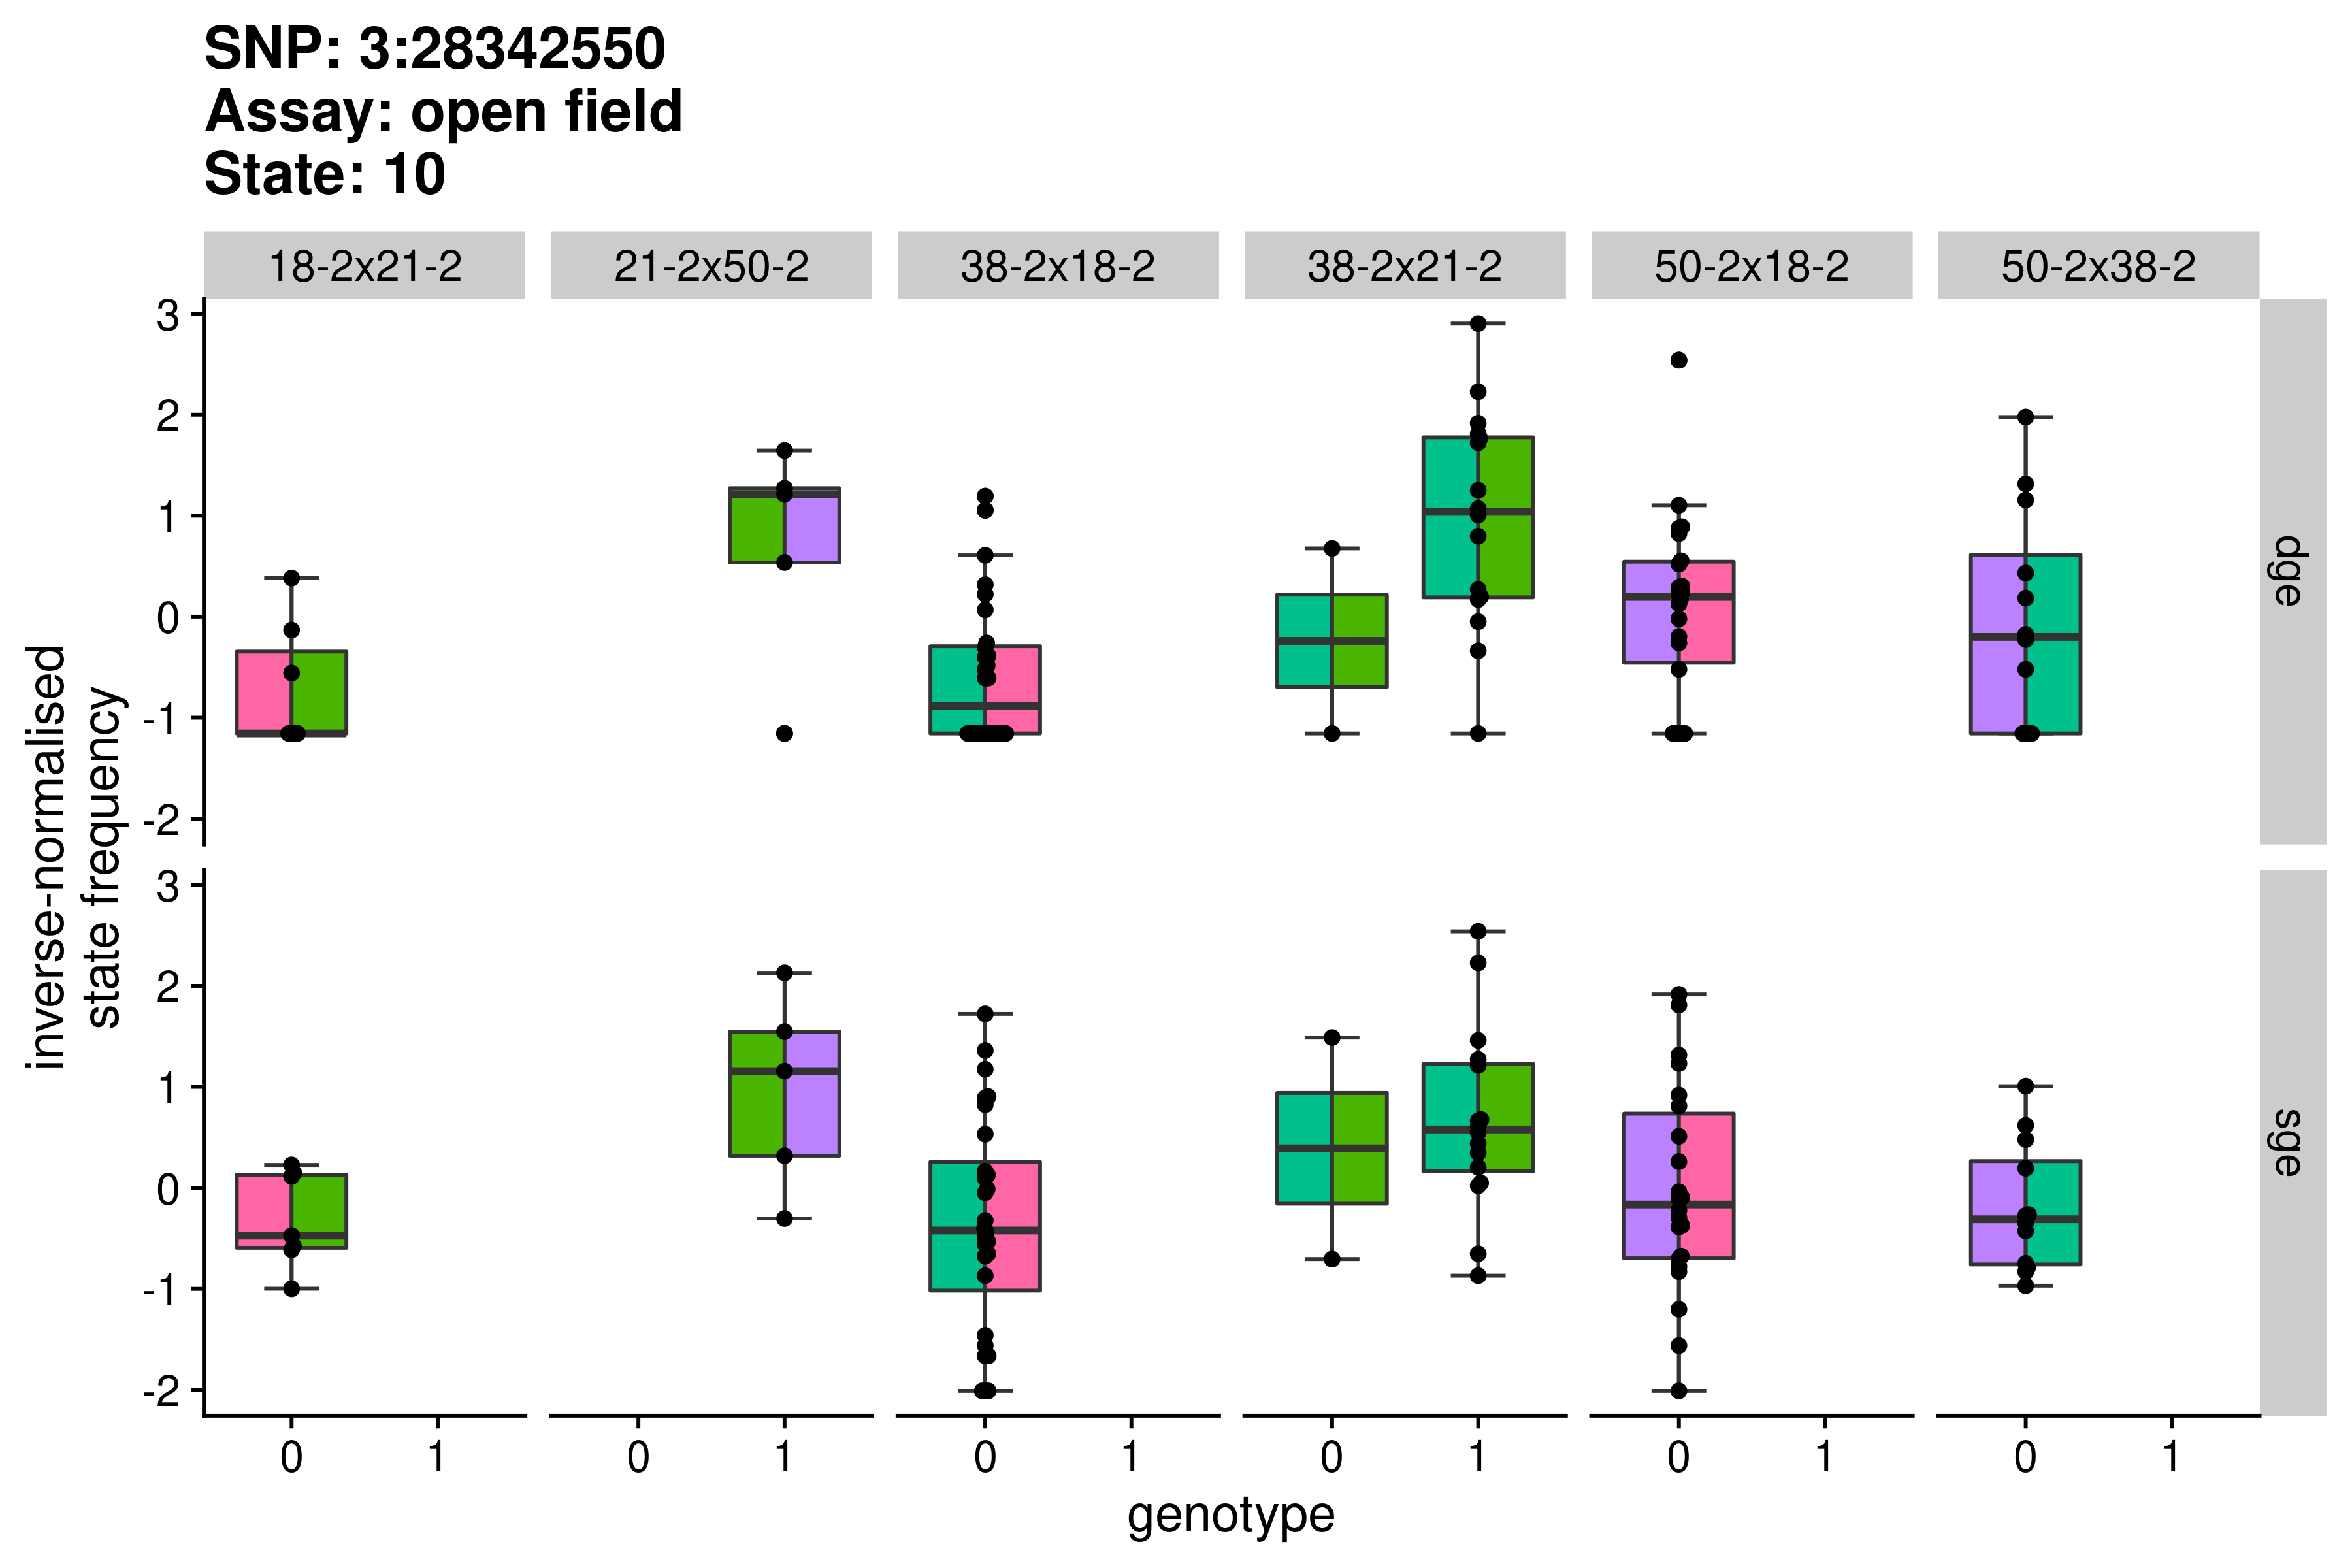 SNP: 3:28342550
Assay: open field
State: 10
18-2x21-2 21-2x50-2 38-2x18-2 38-2x21-2 50-2x18-2 50-2x38-2
3
2
1
0
-1
-2
dge
inverse-normalised
state frequency
3
2
1
0
-1
-2
sge
0 1 0 1 0 1 0 1 0 1 0 1
genotype